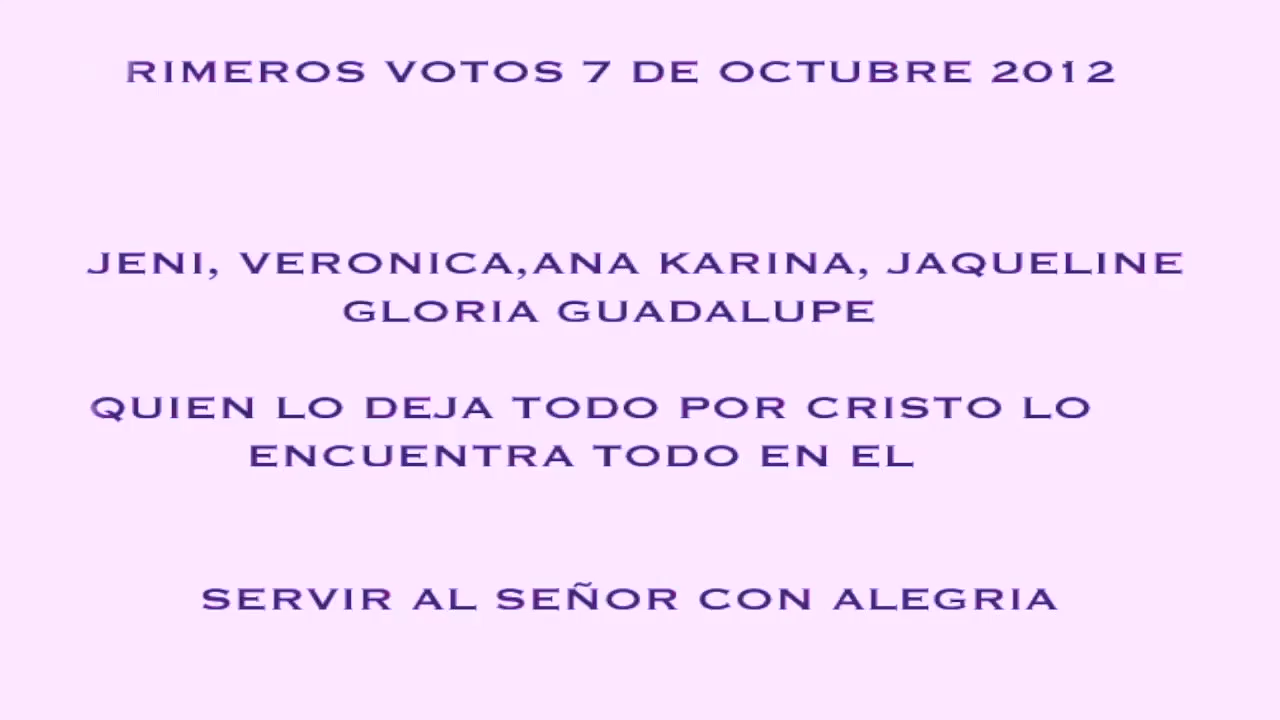 RIMEROS VOTOS 7 DE OCTUBRE 2012
JENI, VERONICA,ANA KARINA, JAQUELINE
GLORIA GUADALUPE
QUIEN LO DEJA TODO POR CRISTO LO
ENCUENTRA TODO EN EL
SERVIR AL SEÑOR CON ALEGRIA